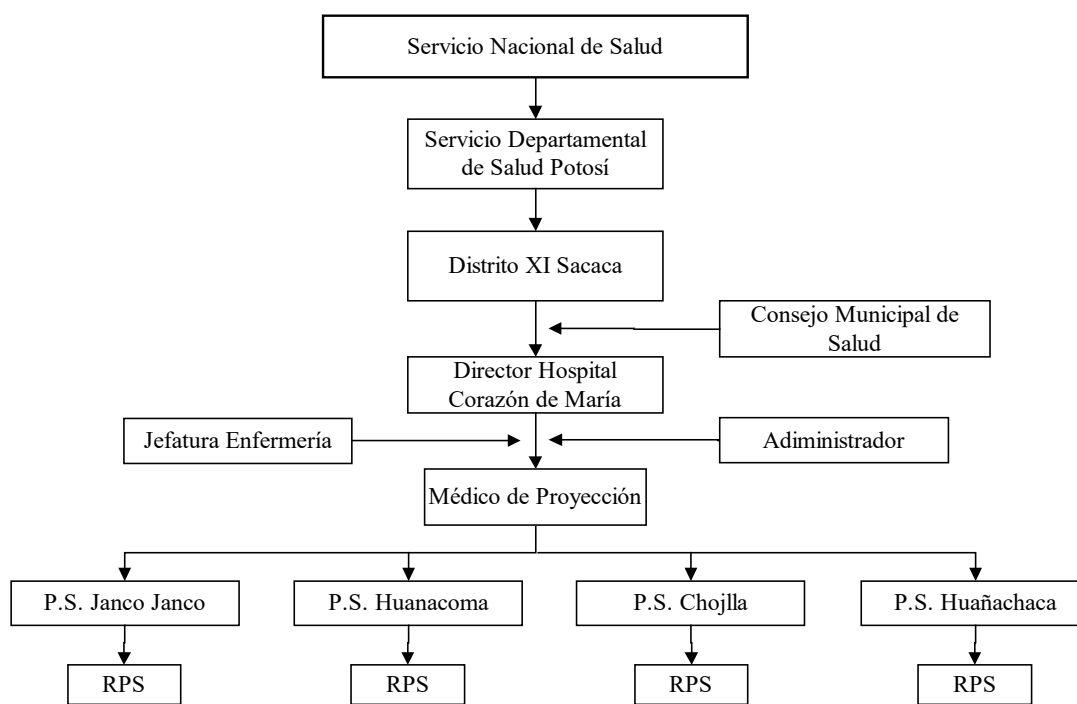 Servicio Nacional de Salud
Servicio Departamental
de Salud Potosí
Distrito XI Sacaca
Consejo Municipal de
Salud
Director Hospital
Corazón de María
Jefatura Enfermería
Adiministrador
Médico de Proyección
P.S. Janco Janco
P.S. Huanacoma
P.S. Chojlla
P.S. Huañachaca
RPS
RPS
RPS
RPS